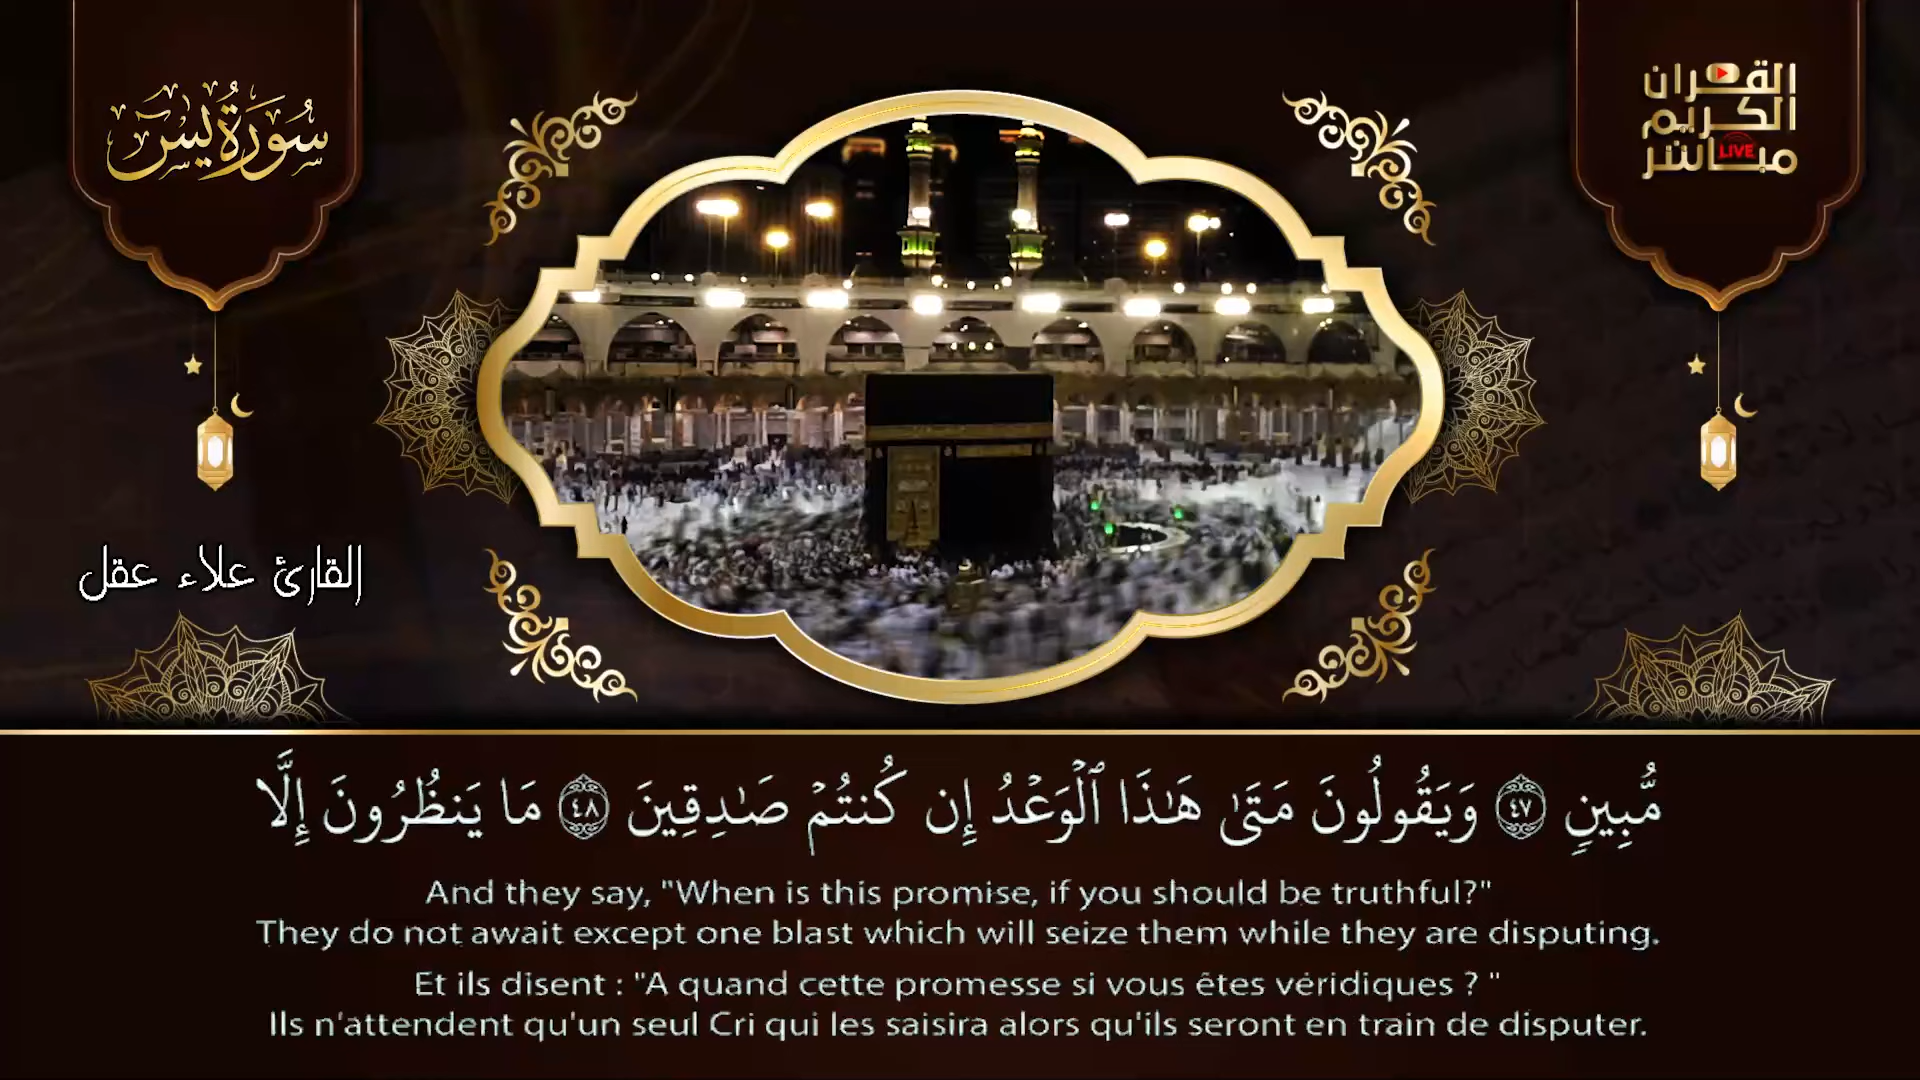 سُورَةُ يسٓ
القرآن
الكريم
مباشر
LIVE
القارئ علاء عقل
مُّبِينٍ ٤٧ وَيَقُولُونَ مَتَىٰ هَـٰذَا ٱلْوَعْدُ إِن كُنتُمْ صَـٰدِقِينَ ٤٨ مَا يَنظُرُونَ إِلَّا
And they say, "When is this promise, if you should be truthful?"
They do not await except one blast which will seize them while they are disputing.
Et ils disent : "A quand cette promesse si vous êtes véridiques ? "
Ils n'attendent qu'un seul Cri qui les saisira alors qu'ils seront en train de disputer.